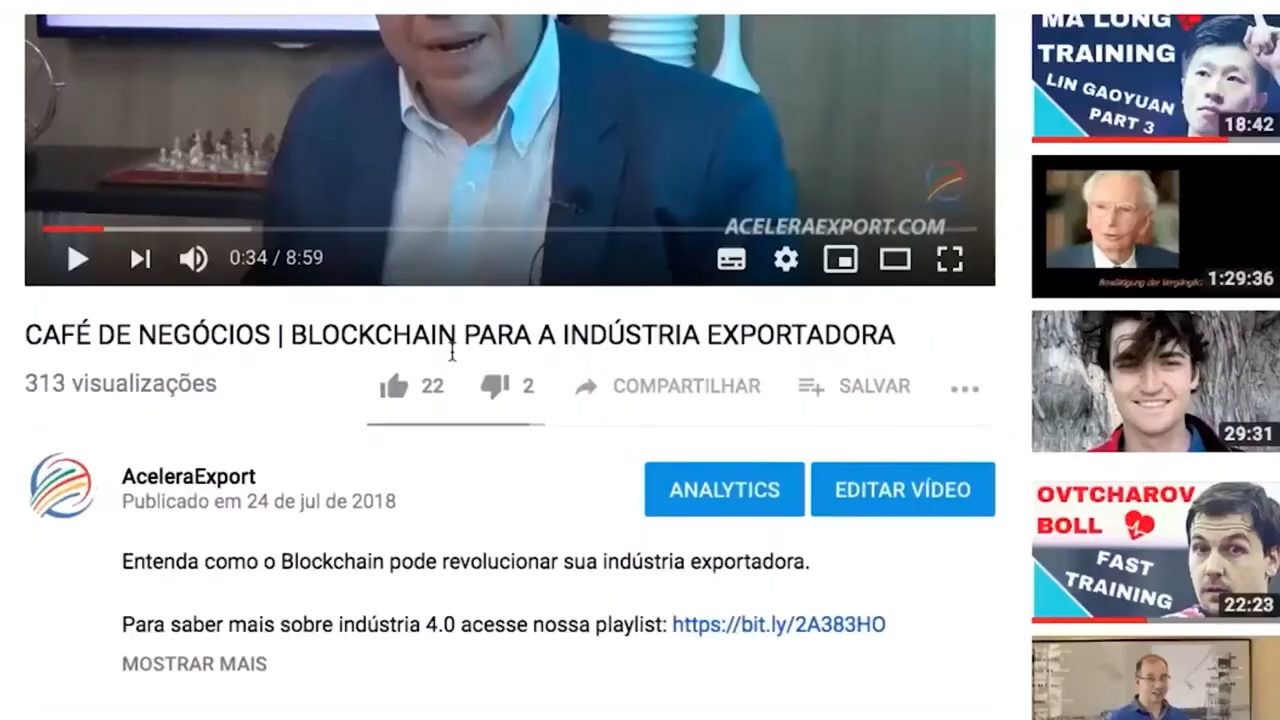 ACELERAEXPORT.COM
0:34 / 8:59
CAFÉ DE NEGÓCIOS | BLOCKCHAIN PARA A INDÚSTRIA EXPORTADORA
313 visualizações
22
2
COMPARTILHAR
SALVAR
AceleraExport
Publicado em 24 de jul de 2018
ANALYTICS
EDITAR VÍDEO
Entenda como o Blockchain pode revolucionar sua indústria exportadora.
Para saber mais sobre indústria 4.0 acesse nossa playlist: https://bit.ly/2A383HO
MOSTRAR MAIS
MA LONG
TRAINING
LIN GAOYUAN
PART 3
18:42
1:29:36
29:31
OVTCHAROV
BOLL
FAST
TRAINING
22:23